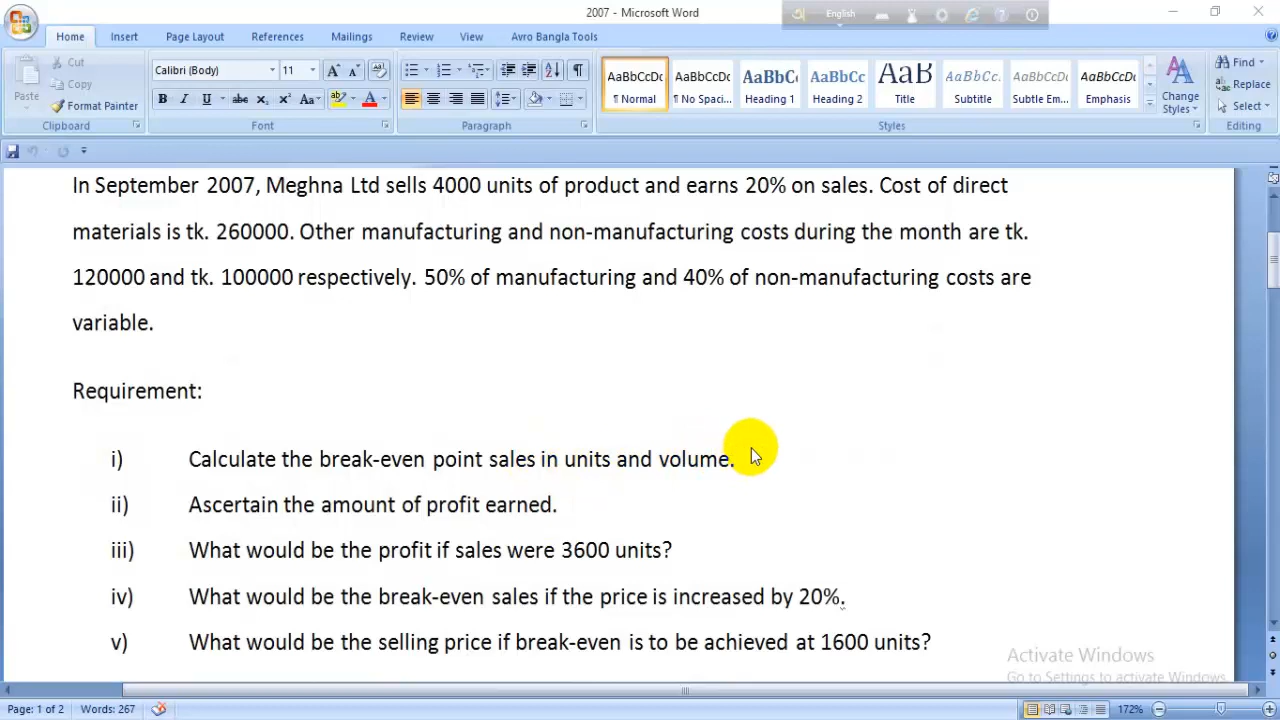 2007 - Microsoft Word
English
Home Insert Page Layout References Mailings Review View Avro Bangla Tools
Paste
Cut
Copy
Format Painter
Clipboard
Calibri (Body) 11
Font
Paragraph
AaBbCcDc AaBbCcDc AaBbCc AaBbCc AaB AaBbCc. AaBbCcDc AaBbCcDc
¶ Normal ¶ No Spaci... Heading 1 Heading 2 Title Subtitle Subtle Em... Emphasis
Styles
Change Styles
Find
Replace
Select
Editing
In September 2007, Meghna Ltd sells 4000 units of product and earns 20% on sales. Cost of direct
materials is tk. 260000. Other manufacturing and non-manufacturing costs during the month are tk.
120000 and tk. 100000 respectively. 50% of manufacturing and 40% of non-manufacturing costs are
variable.
Requirement:
i) Calculate the break-even point sales in units and volume.
ii) Ascertain the amount of profit earned.
iii) What would be the profit if sales were 3600 units?
iv) What would be the break-even sales if the price is increased by 20%.
v) What would be the selling price if break-even is to be achieved at 1600 units?
Activate Windows
Go to Settings to activate Windows.
Page: 1 of 2 Words: 267 172%